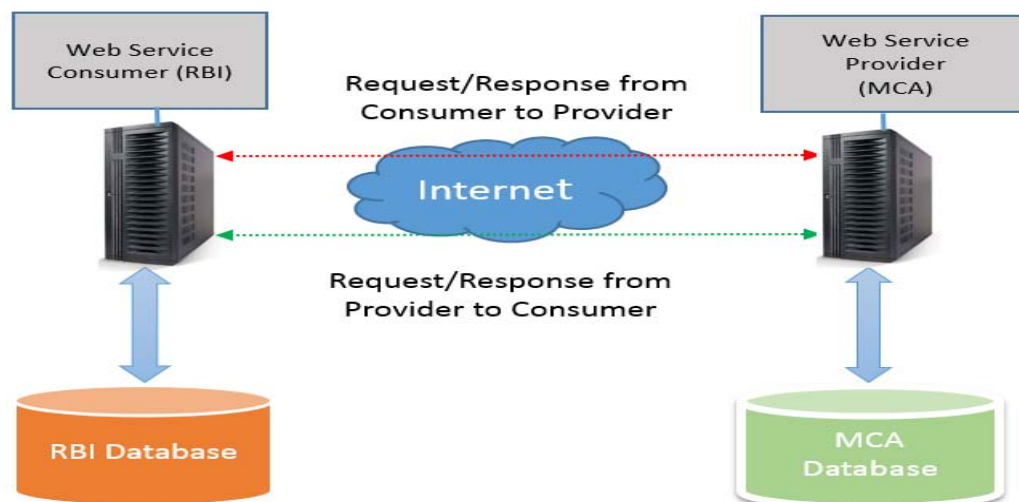 Web Service
Consumer (RBI)
Web Service
Provider
(MCA)
Request/Response from
Consumer to Provider
Internet
Request/Response from
Provider to Consumer
RBI Database
MCA
Database